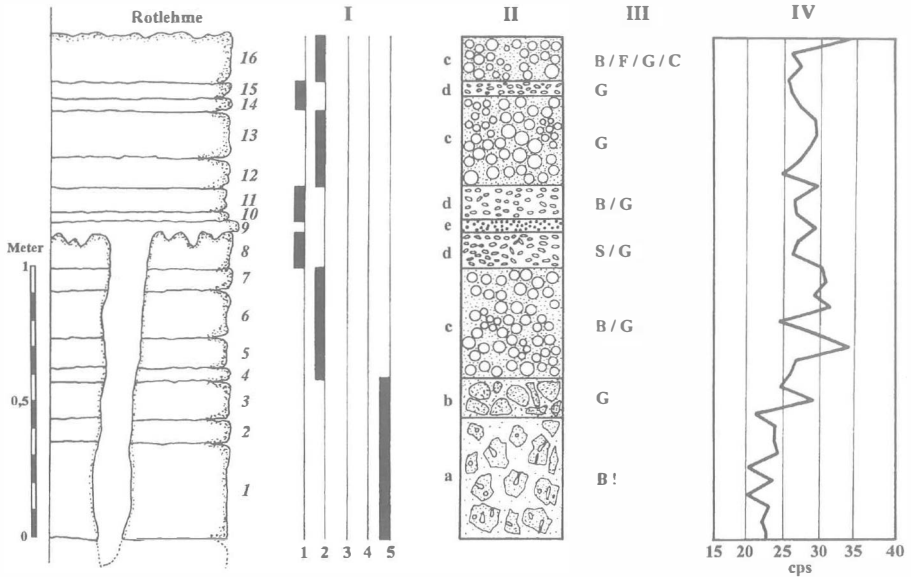 Rotlehme I II III IV
16 c B / F / G / C
15 d G
14
13 c G
12
11 d B / G
10
9 e
Meter 8 d S / G
1 7
6 c B / G
5
4
0,5 3 b G
2
1 a B !
0
1 2 3 4 5 15 20 25 30 35
cps